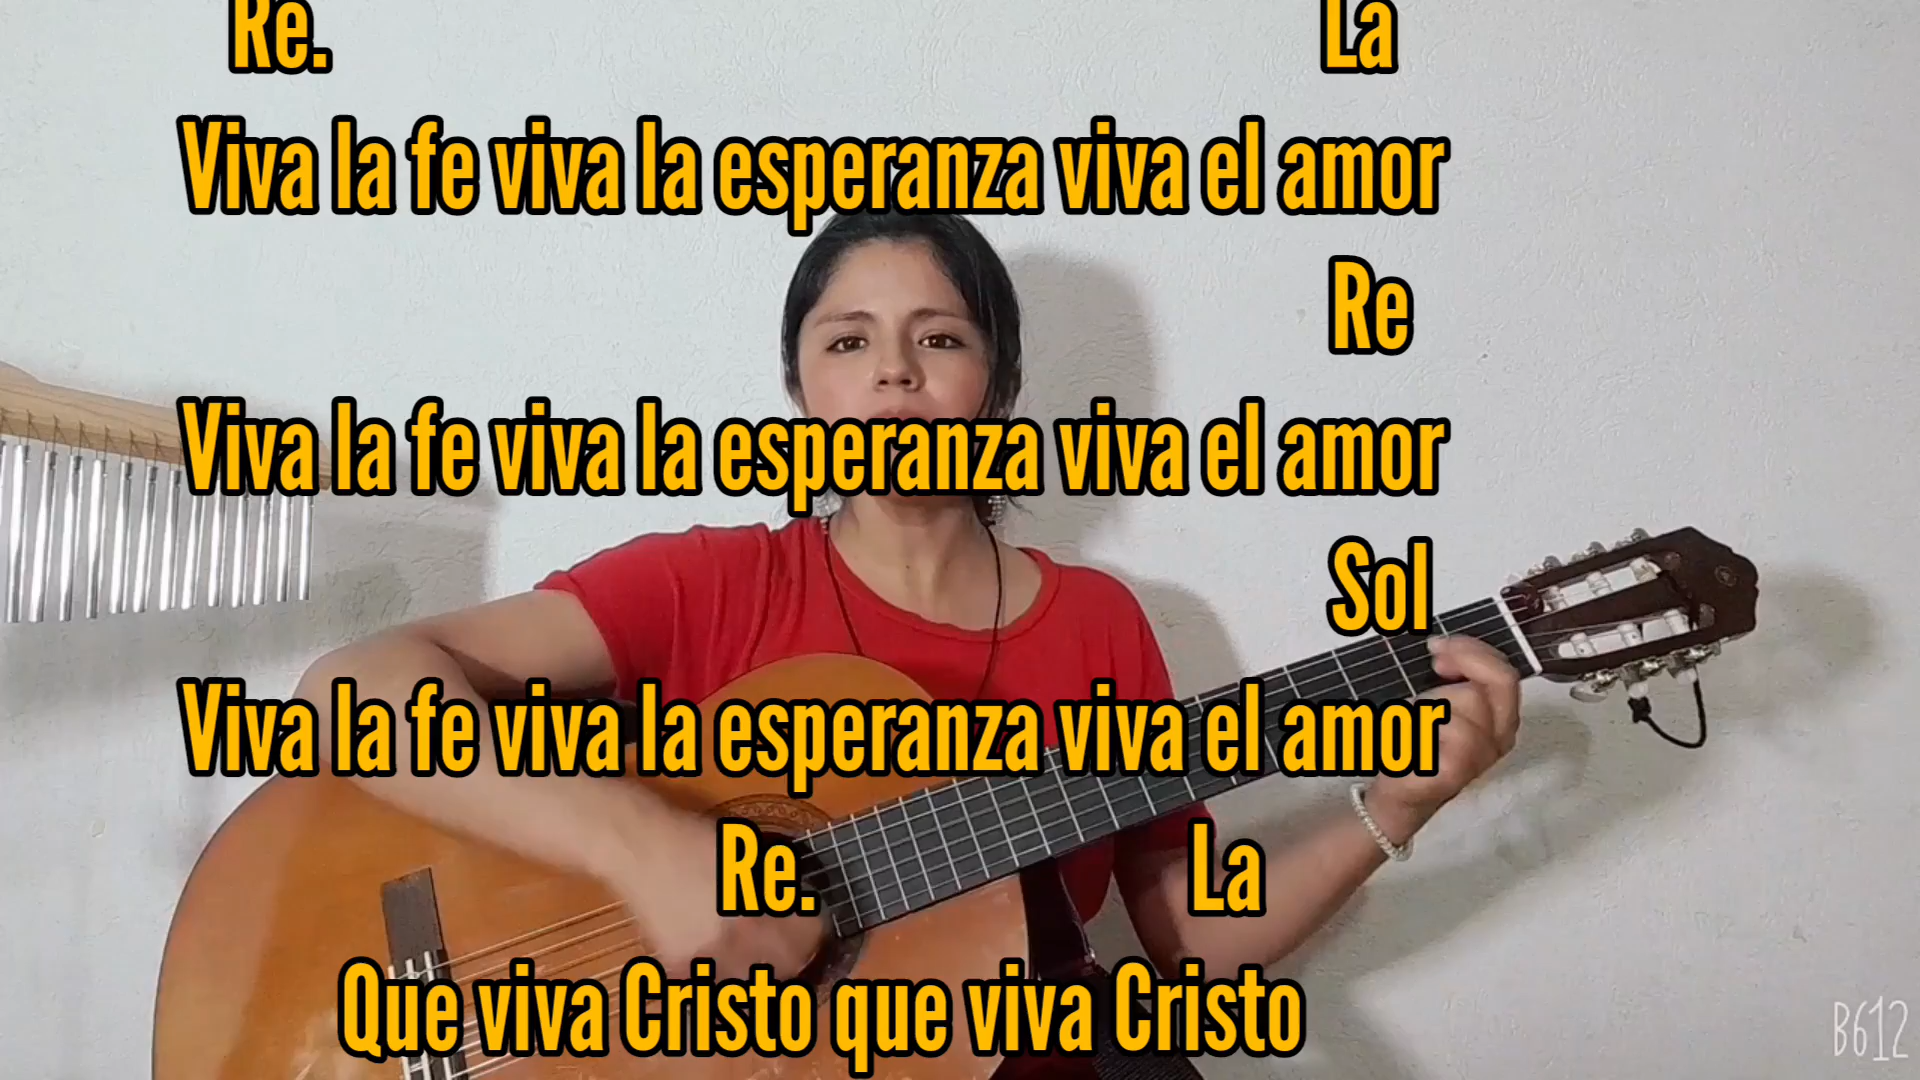 Re. La
Viva la fe viva la esperanza viva el amor
Re
Viva la fe viva la esperanza viva el amor
Sol
Viva la fe viva la esperanza viva el amor
Re. La
Que viva Cristo que viva Cristo
B612